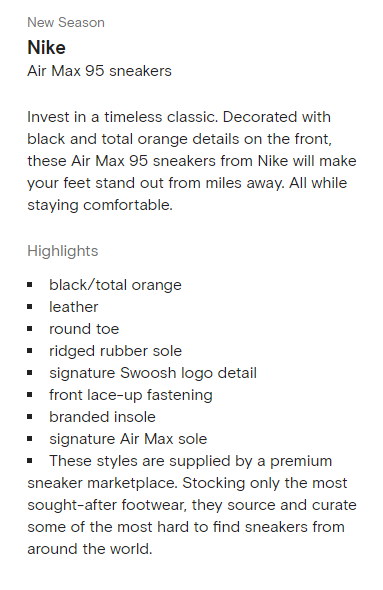 New Season
Nike
Air Max 95 sneakers
Invest in a timeless classic. Decorated with
black and total orange details on the front,
these Air Max 95 sneakers from Nike will make
your feet stand out from miles away. All while
staying comfortable.
Highlights
▪ black/total orange
▪ leather
▪ round toe
▪ ridged rubber sole
▪ signature Swoosh logo detail
▪ front lace-up fastening
▪ branded insole
▪ signature Air Max sole
▪ These styles are supplied by a premium
sneaker marketplace. Stocking only the most
sought-after footwear, they source and curate
some of the most hard to find sneakers from
around the world.